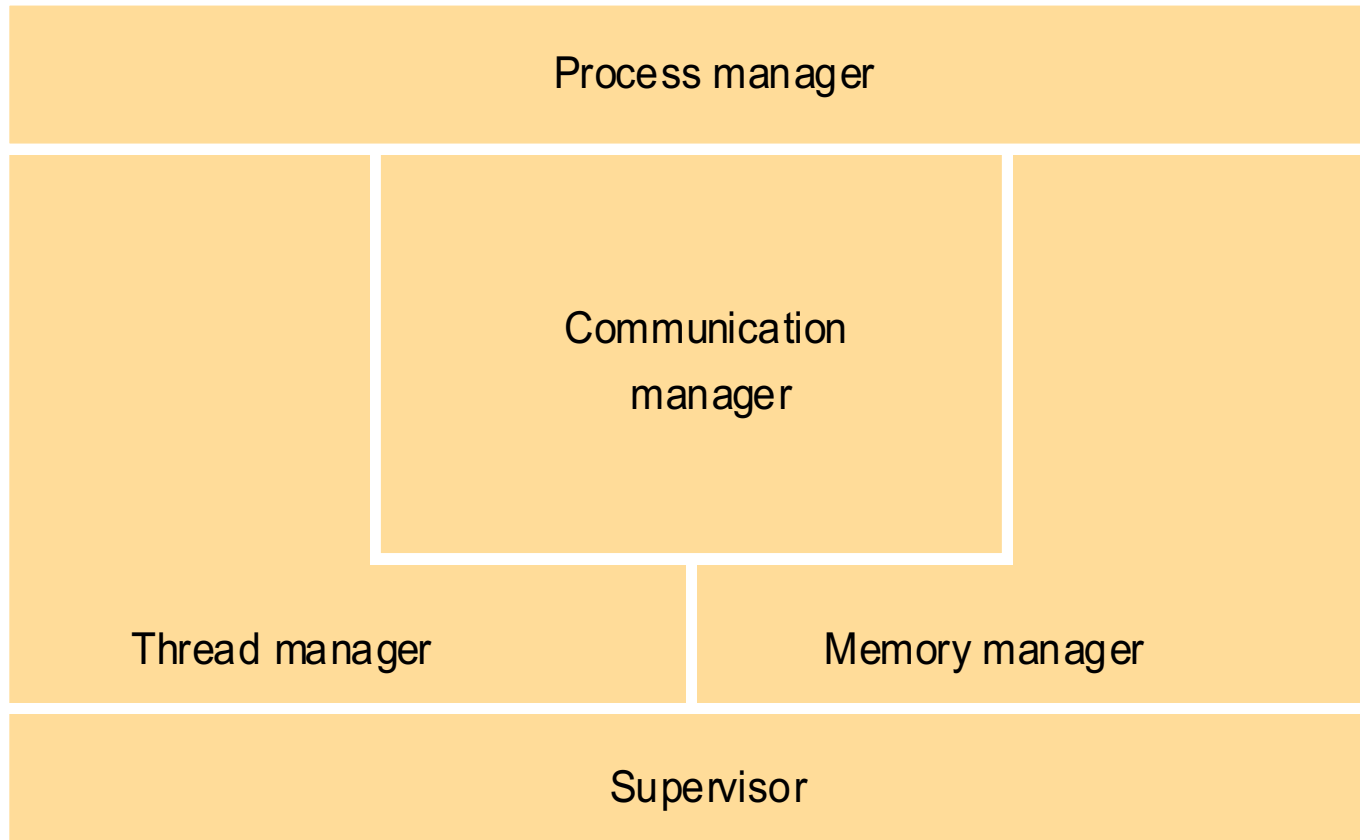 Process manager
Communication
manager
Thread manager
Memory manager
Supervisor